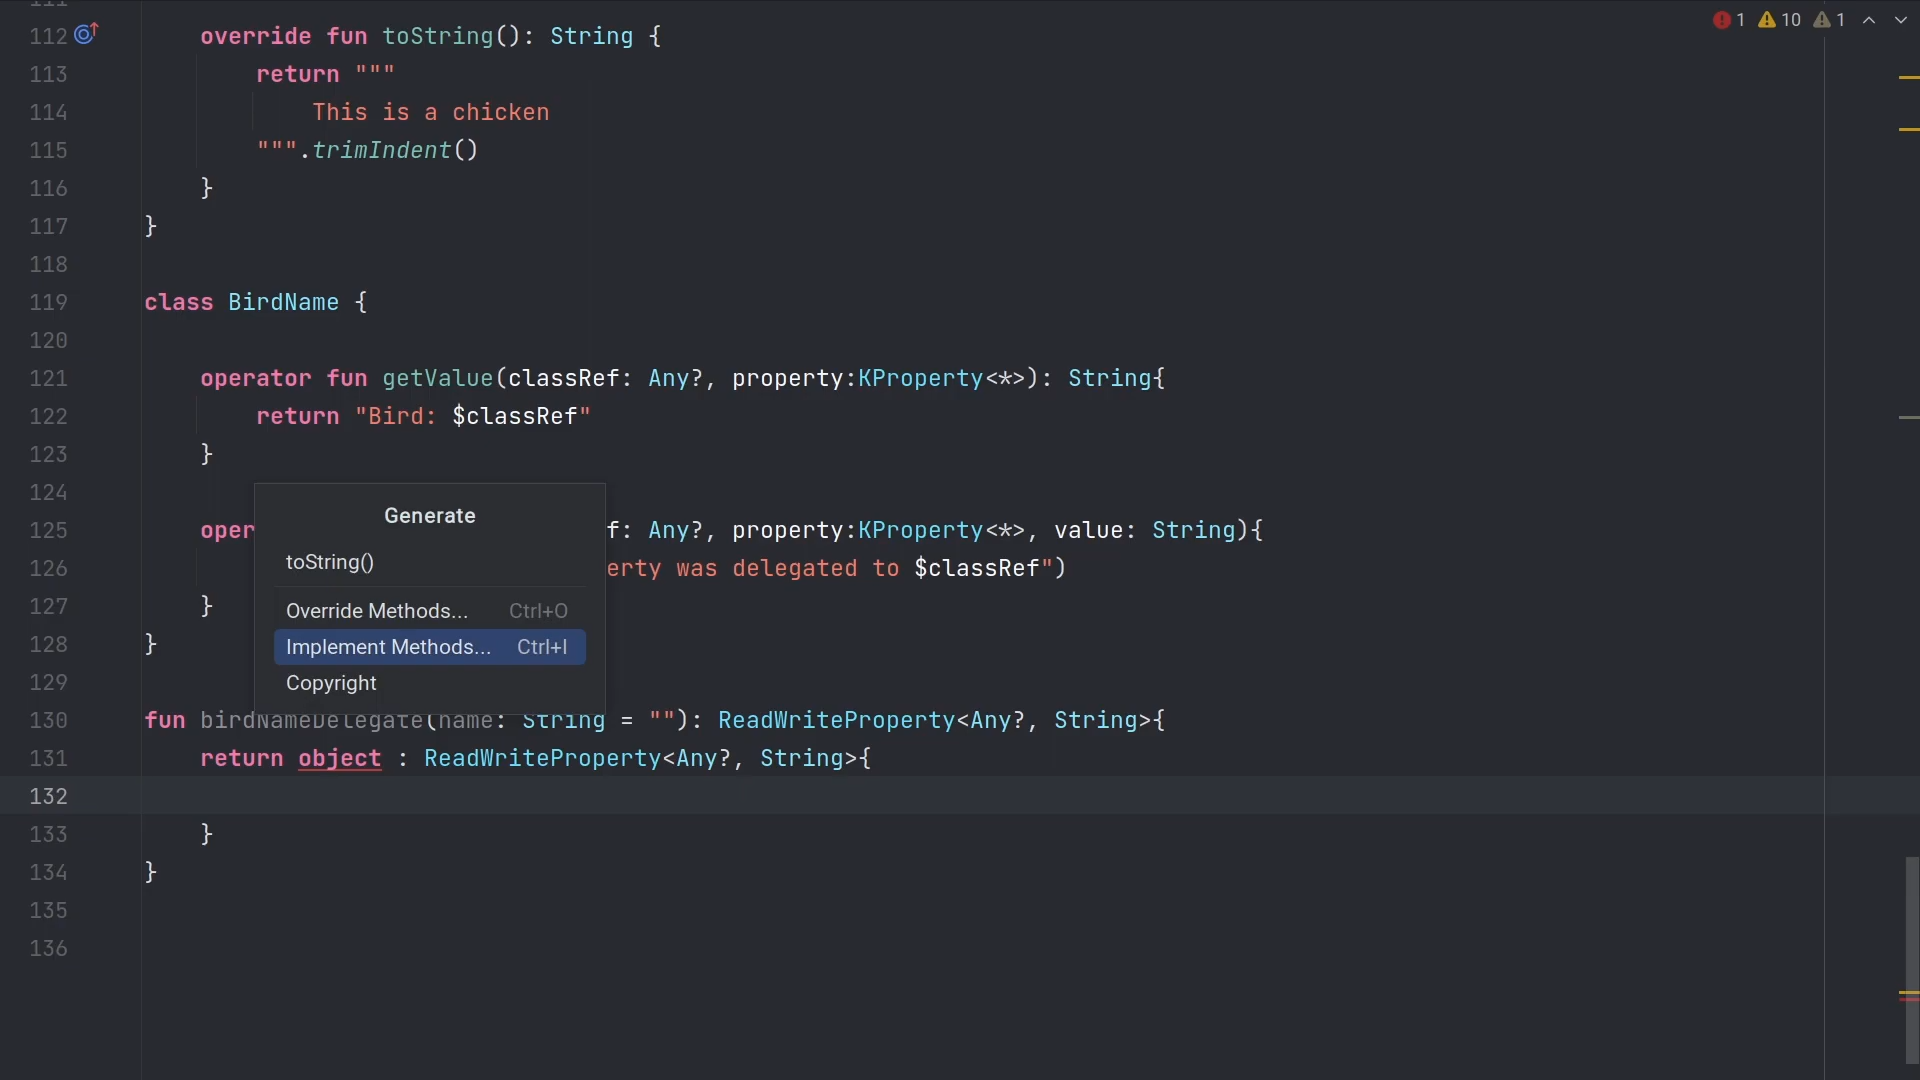 1 10 1
112 override fun toString(): String {
113 return """
114 This is a chicken
115 """.trimIndent()
116 }
117 }
118
119 class BirdName {
120
121 operator fun getValue(classRef: Any?, property:KProperty<*>): String{
122 return "Bird: $classRef"
123 }
124
Generate
125 oper f: Any?, property:KProperty<*>, value: String){
toString()
126 erty was delegated to $classRef")
127 }
Override Methods... Ctrl+O
128 }
Implement Methods... Ctrl+I
129
Copyright
130 fun birdNameDelegate(name: String = ""): ReadWriteProperty<Any?, String>{
131 return object : ReadWriteProperty<Any?, String>{
132
133 }
134 }
135
136